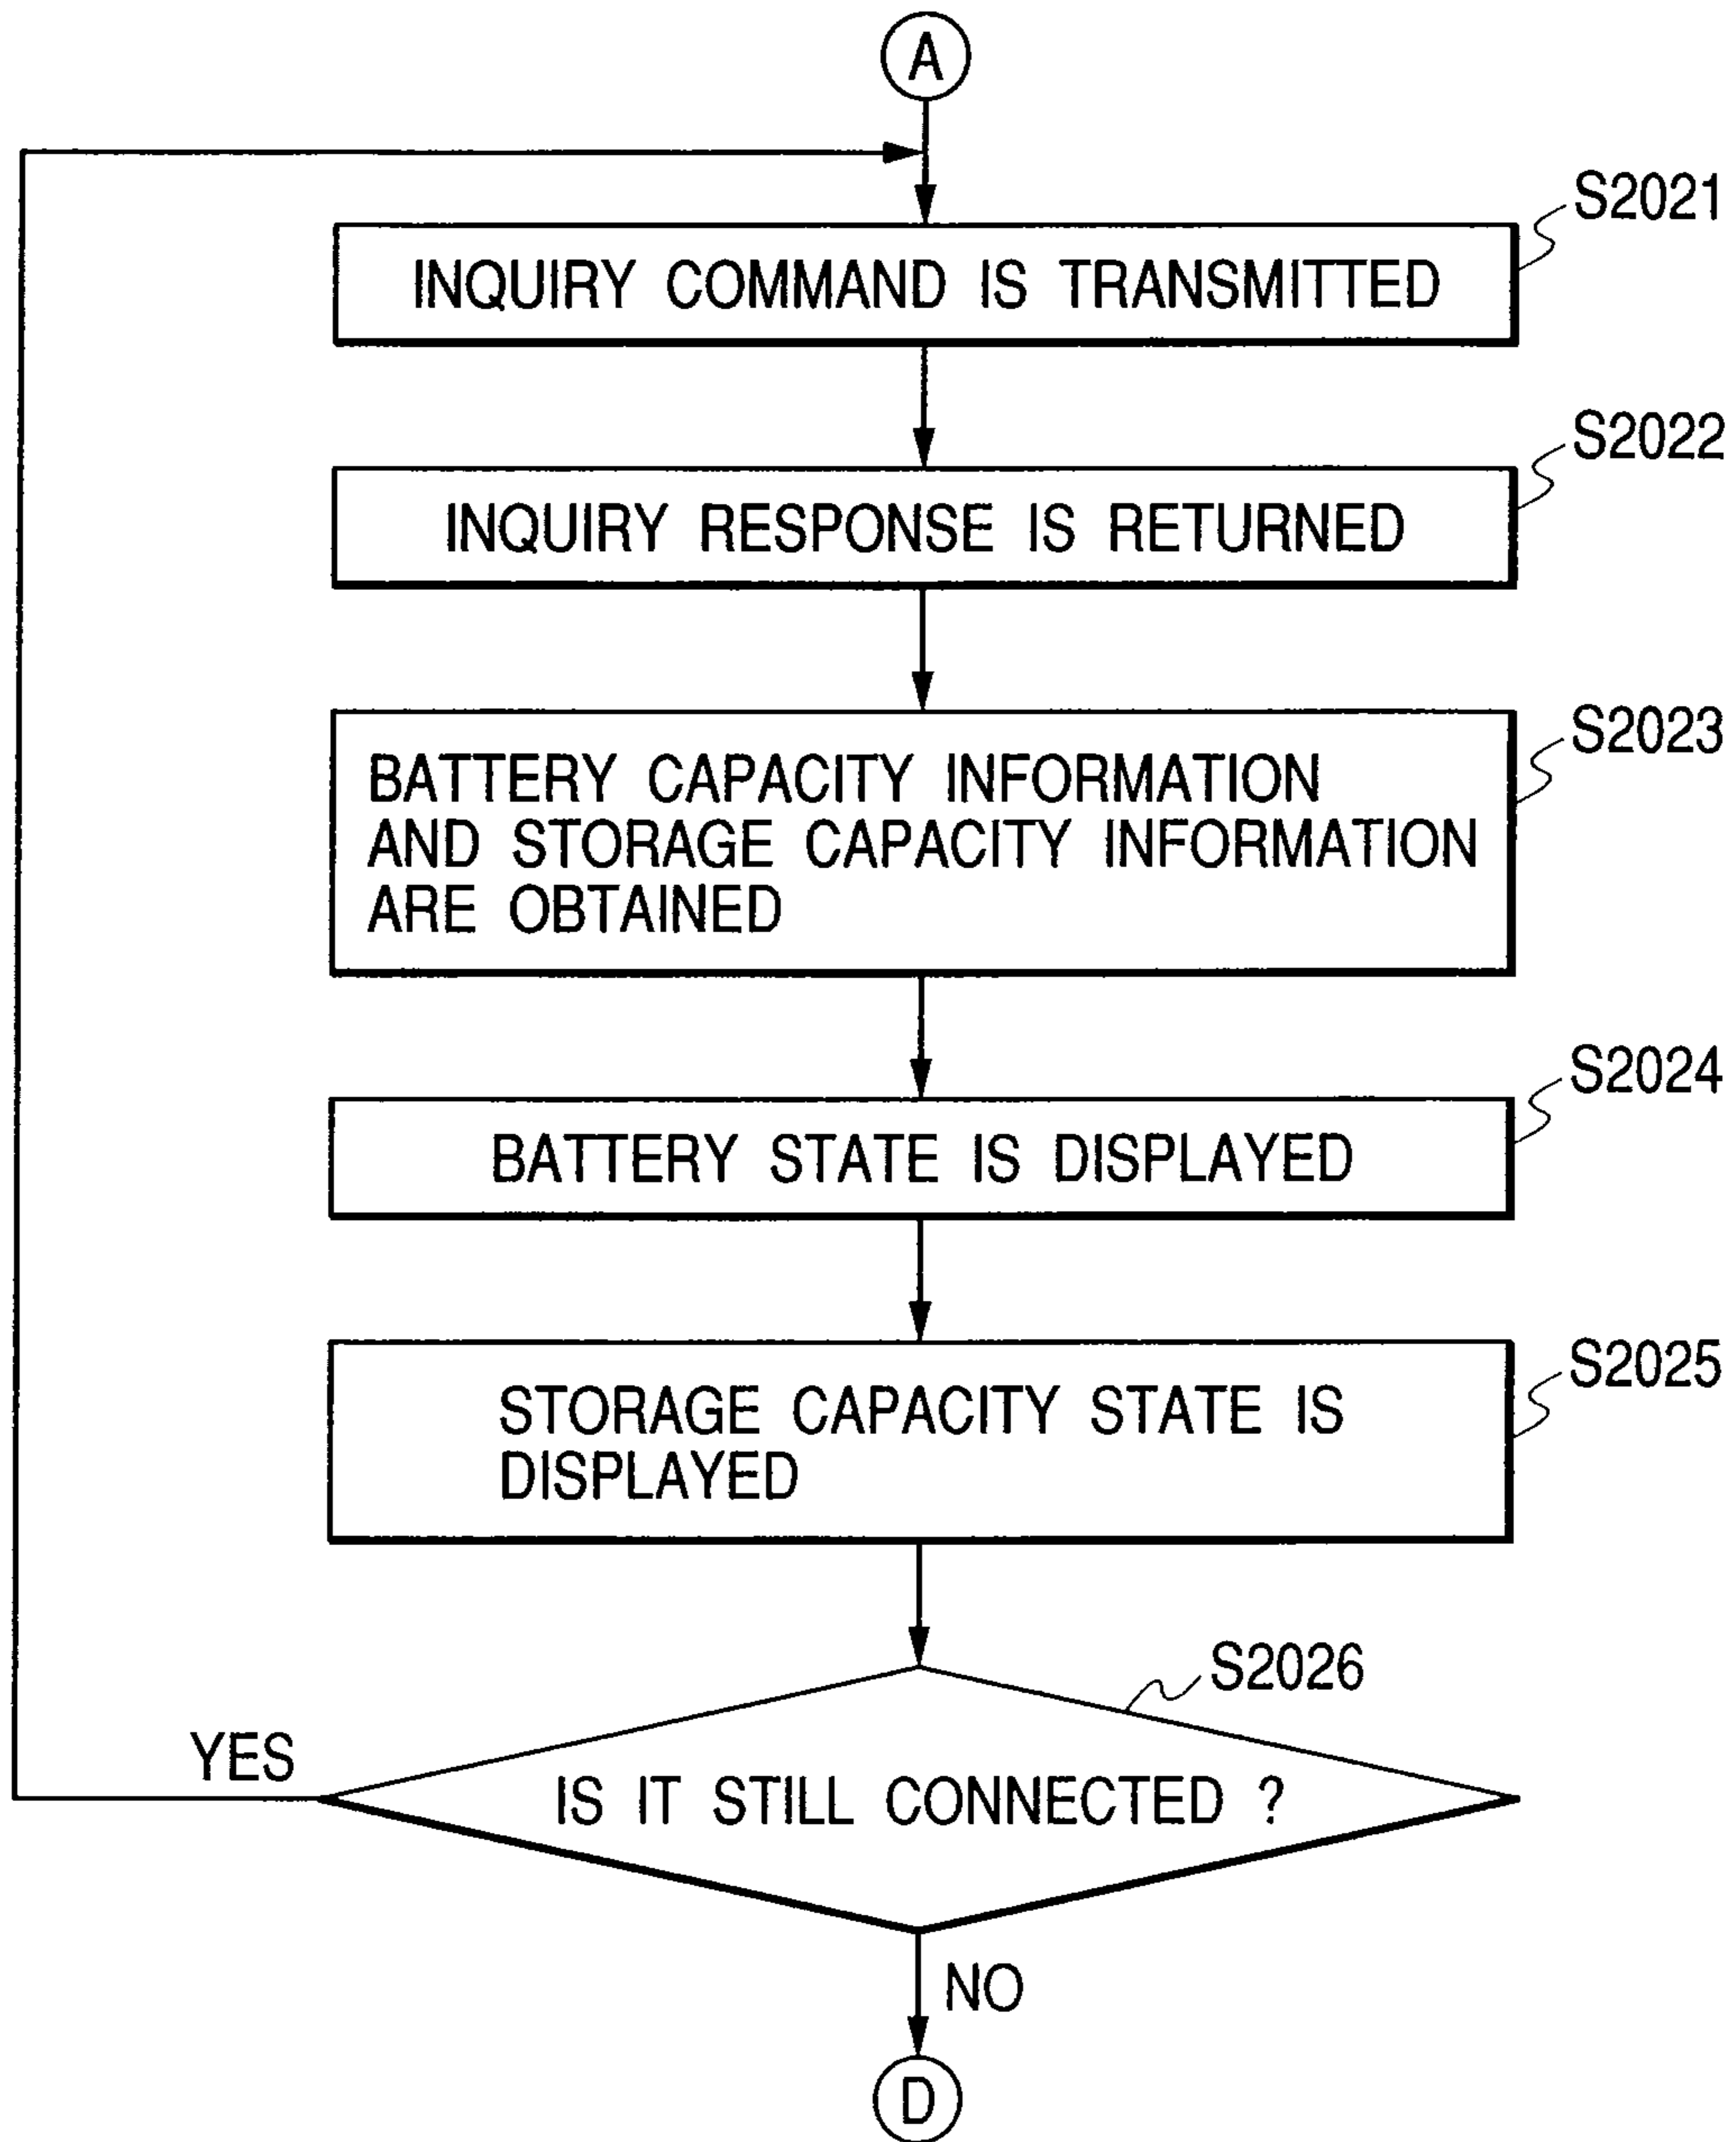 A
S2021
INQUIRY COMMAND IS TRANSMITTED
S2022
INQUIRY RESPONSE IS RETURNED
S2023
BATTERY CAPACITY INFORMATION
AND STORAGE CAPACITY INFORMATION
ARE OBTAINED
S2024
BATTERY STATE IS DISPLAYED
S2025
STORAGE CAPACITY STATE IS
DISPLAYED
S2026
YES
IS IT STILL CONNECTED ?
NO
D